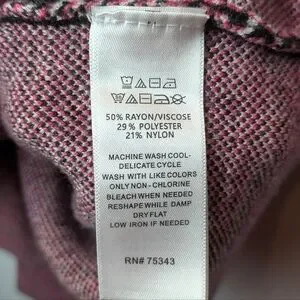 50% RAYON/VISCOSE
29% POLYESTER
21% NYLON
MACHINE WASH COOL-
DELICATE CYCLE
WASH WITH LIKE COLORS
ONLY NON-CHLORINE
BLEACH WHEN NEEDED
RESHAPE WHILE DAMP
DRY FLAT
LOW IRON IF NEEDED
RN# 75343